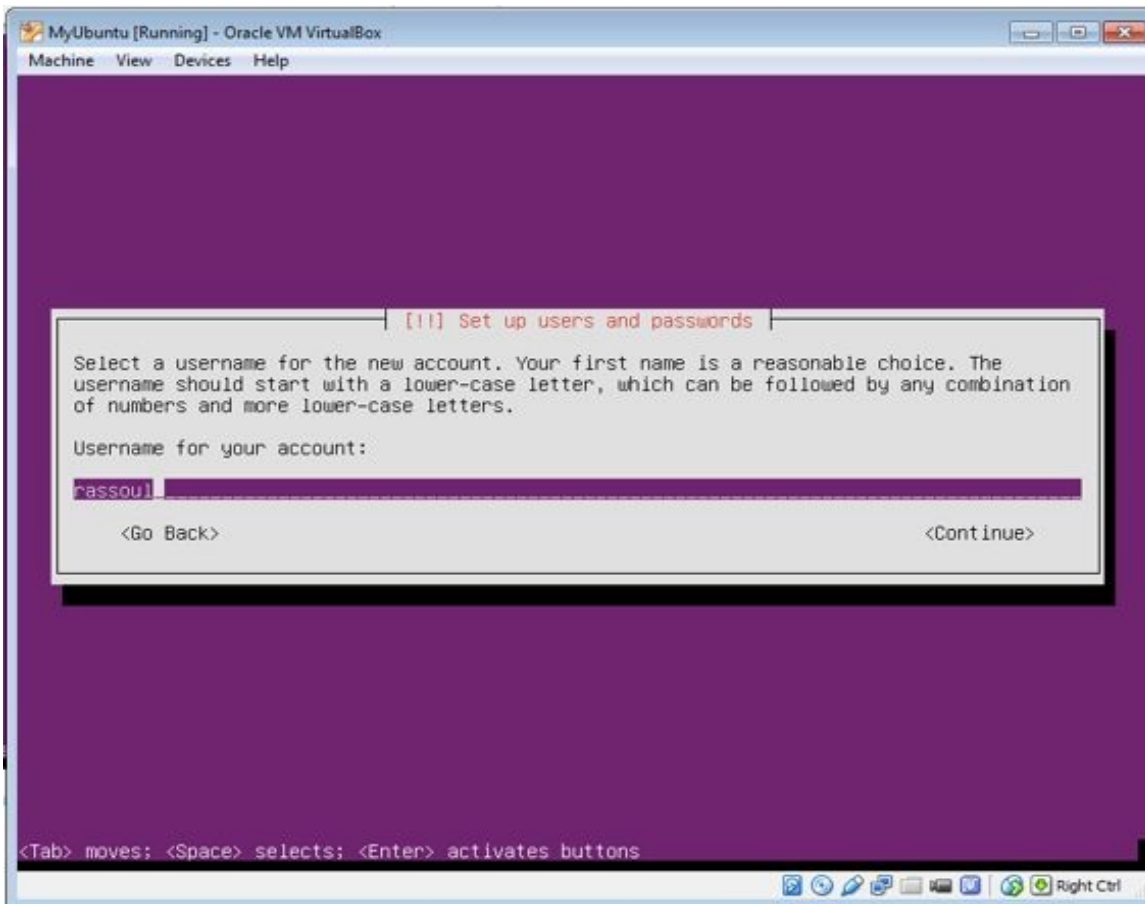 MyUbuntu [Running] - Oracle VM VirtualBox
Machine View Devices Help
[!!] Set up users and passwords
Select a username for the new account. Your first name is a reasonable choice. The
username should start with a lower-case letter, which can be followed by any combination
of numbers and more lower-case letters.
Username for your account:
rassoul
<Go Back> <Continue>
<Tab> moves; <Space> selects; <Enter> activates buttons
Right Ctrl